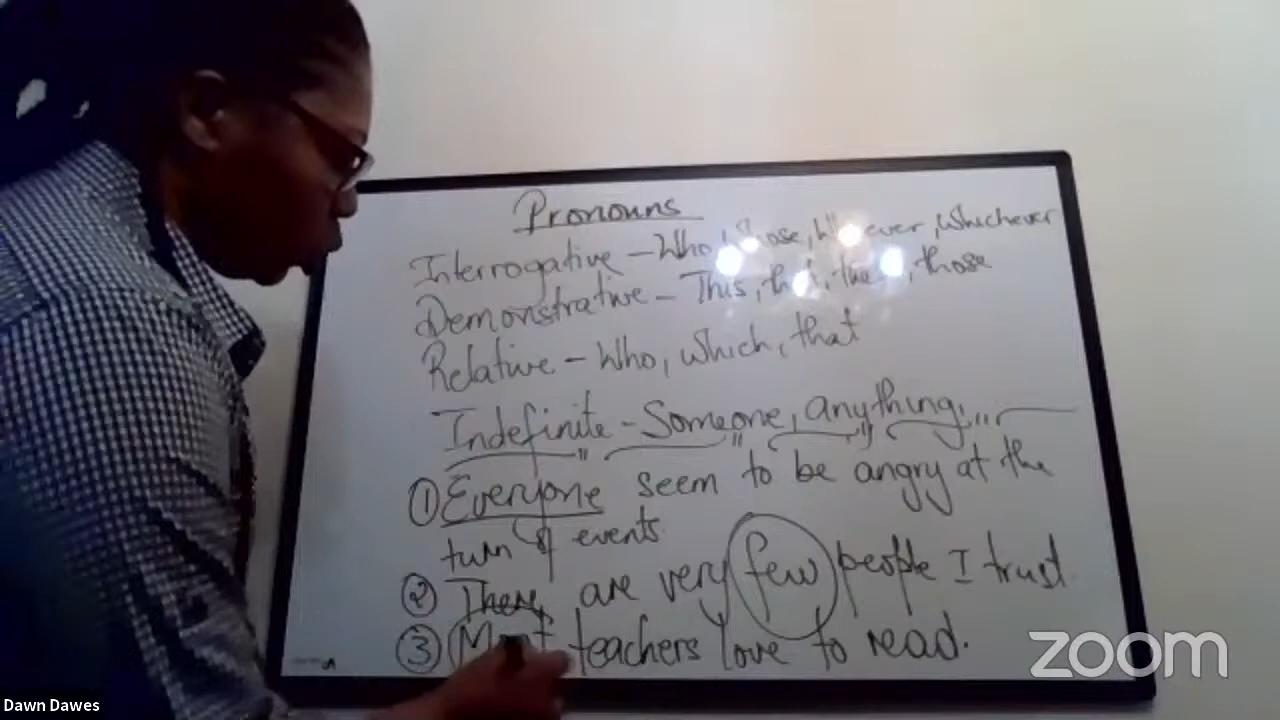 Pronouns
Interrogative - Who, ever, whichever
Demonstrative - This, those
Relative - Who, which, that
Indefinite - Someone, anything,
① Everyone seem to be angry at the
turn of events.
② There are very few people I trust.
③ Most teachers love to read.
zoom
Dawn Dawes